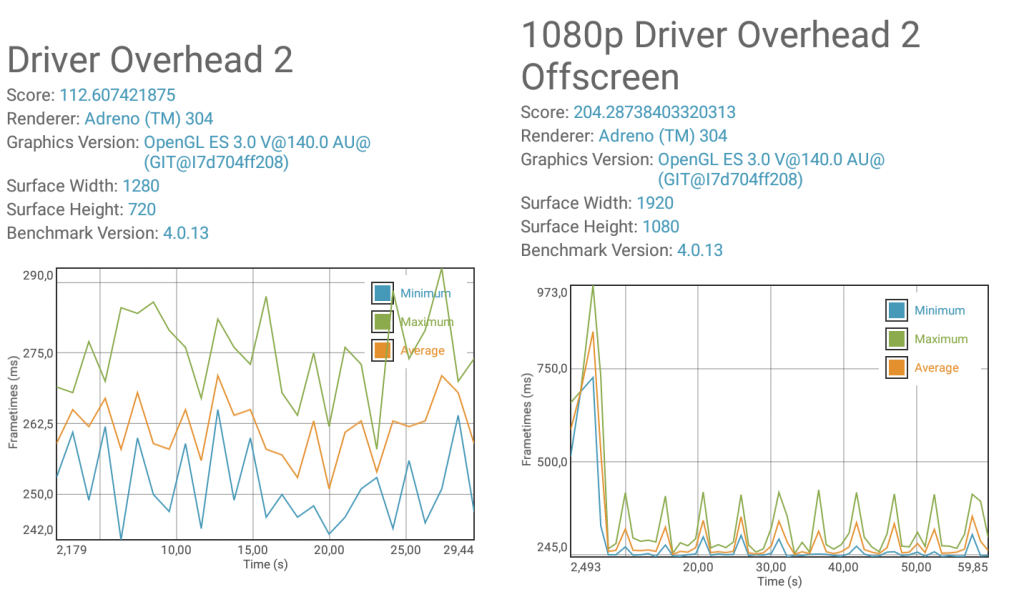 Driver Overhead 2
Score: 112.607421875
Renderer: Adreno (TM) 304
Graphics Version: OpenGL ES 3.0 V@140.0 AU@
(GIT@I7d704ff208)
Surface Width: 1280
Surface Height: 720
Benchmark Version: 4.0.13
290,0
275,0
262,5
250,0
242,0
Frametimes (ms)
Minimum
Maximum
Average
2,179
10,00
15,00
20,00
25,00
29,44
Time (s)
1080p Driver Overhead 2
Offscreen
Score: 204.28738403320313
Renderer: Adreno (TM) 304
Graphics Version: OpenGL ES 3.0 V@140.0 AU@
(GIT@I7d704ff208)
Surface Width: 1920
Surface Height: 1080
Benchmark Version: 4.0.13
973,0
750,0
500,0
245,0
Frametimes (ms)
Minimum
Maximum
Average
2,493
20,00
30,00
40,00
50,00
59,85
Time (s)